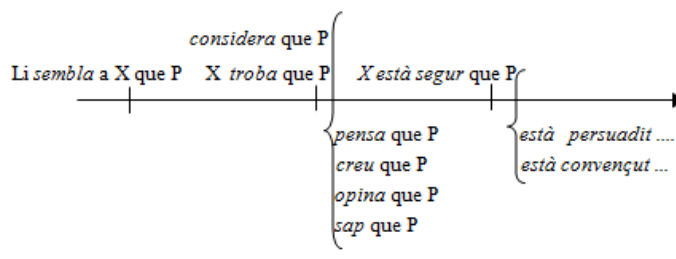 considera que P
Li sembla a X que P X troba que P X està segur que P
pensa que P està persuadit ....
creu que P està convençut ...
opina que P
sap que P